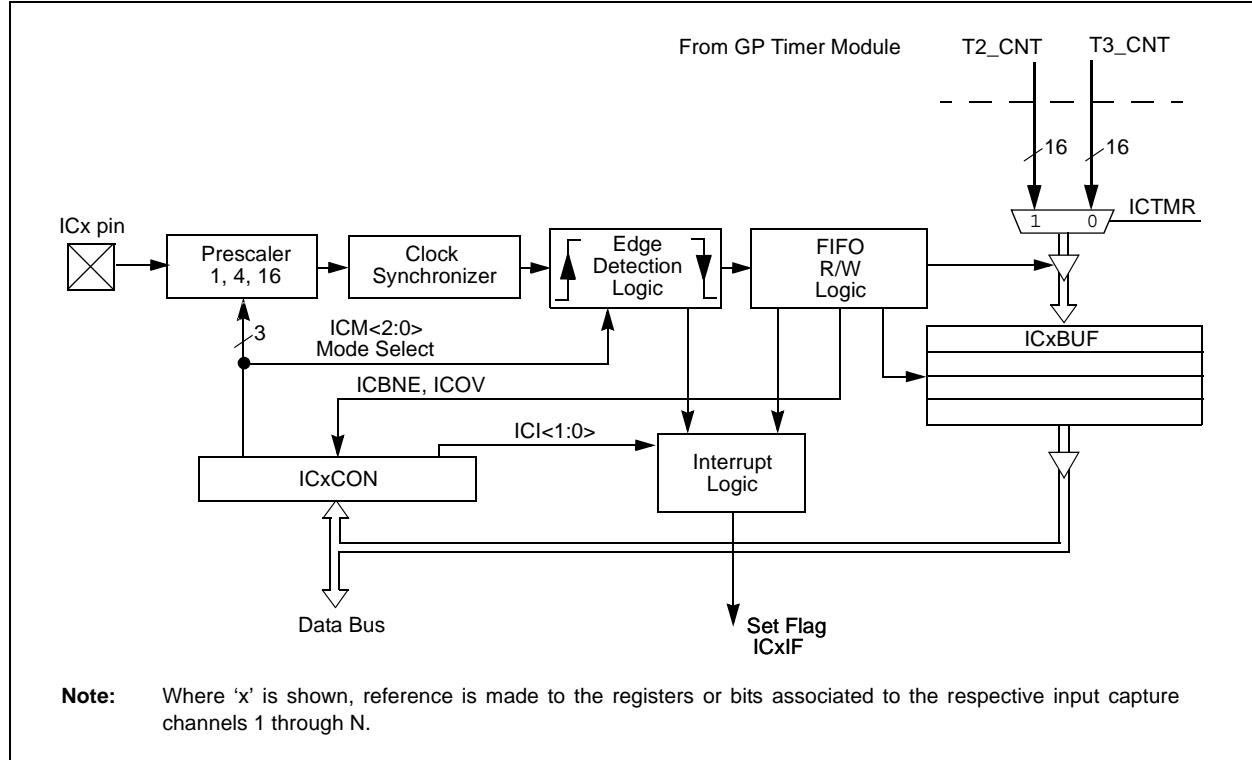 From GP Timer Module
T2_CNT
T3_CNT
16
16
ICx pin
1 0
ICTMR
Prescaler
1, 4, 16
Clock
Synchronizer
Edge
Detection
Logic
FIFO
R/W
Logic
3
ICM<2:0>
Mode Select
ICxBUF
ICBNE, ICOV
ICI<1:0>
ICxCON
Interrupt
Logic
Data Bus
Set Flag
ICxIF
Note: Where ‘x’ is shown, reference is made to the registers or bits associated to the respective input capture
channels 1 through N.